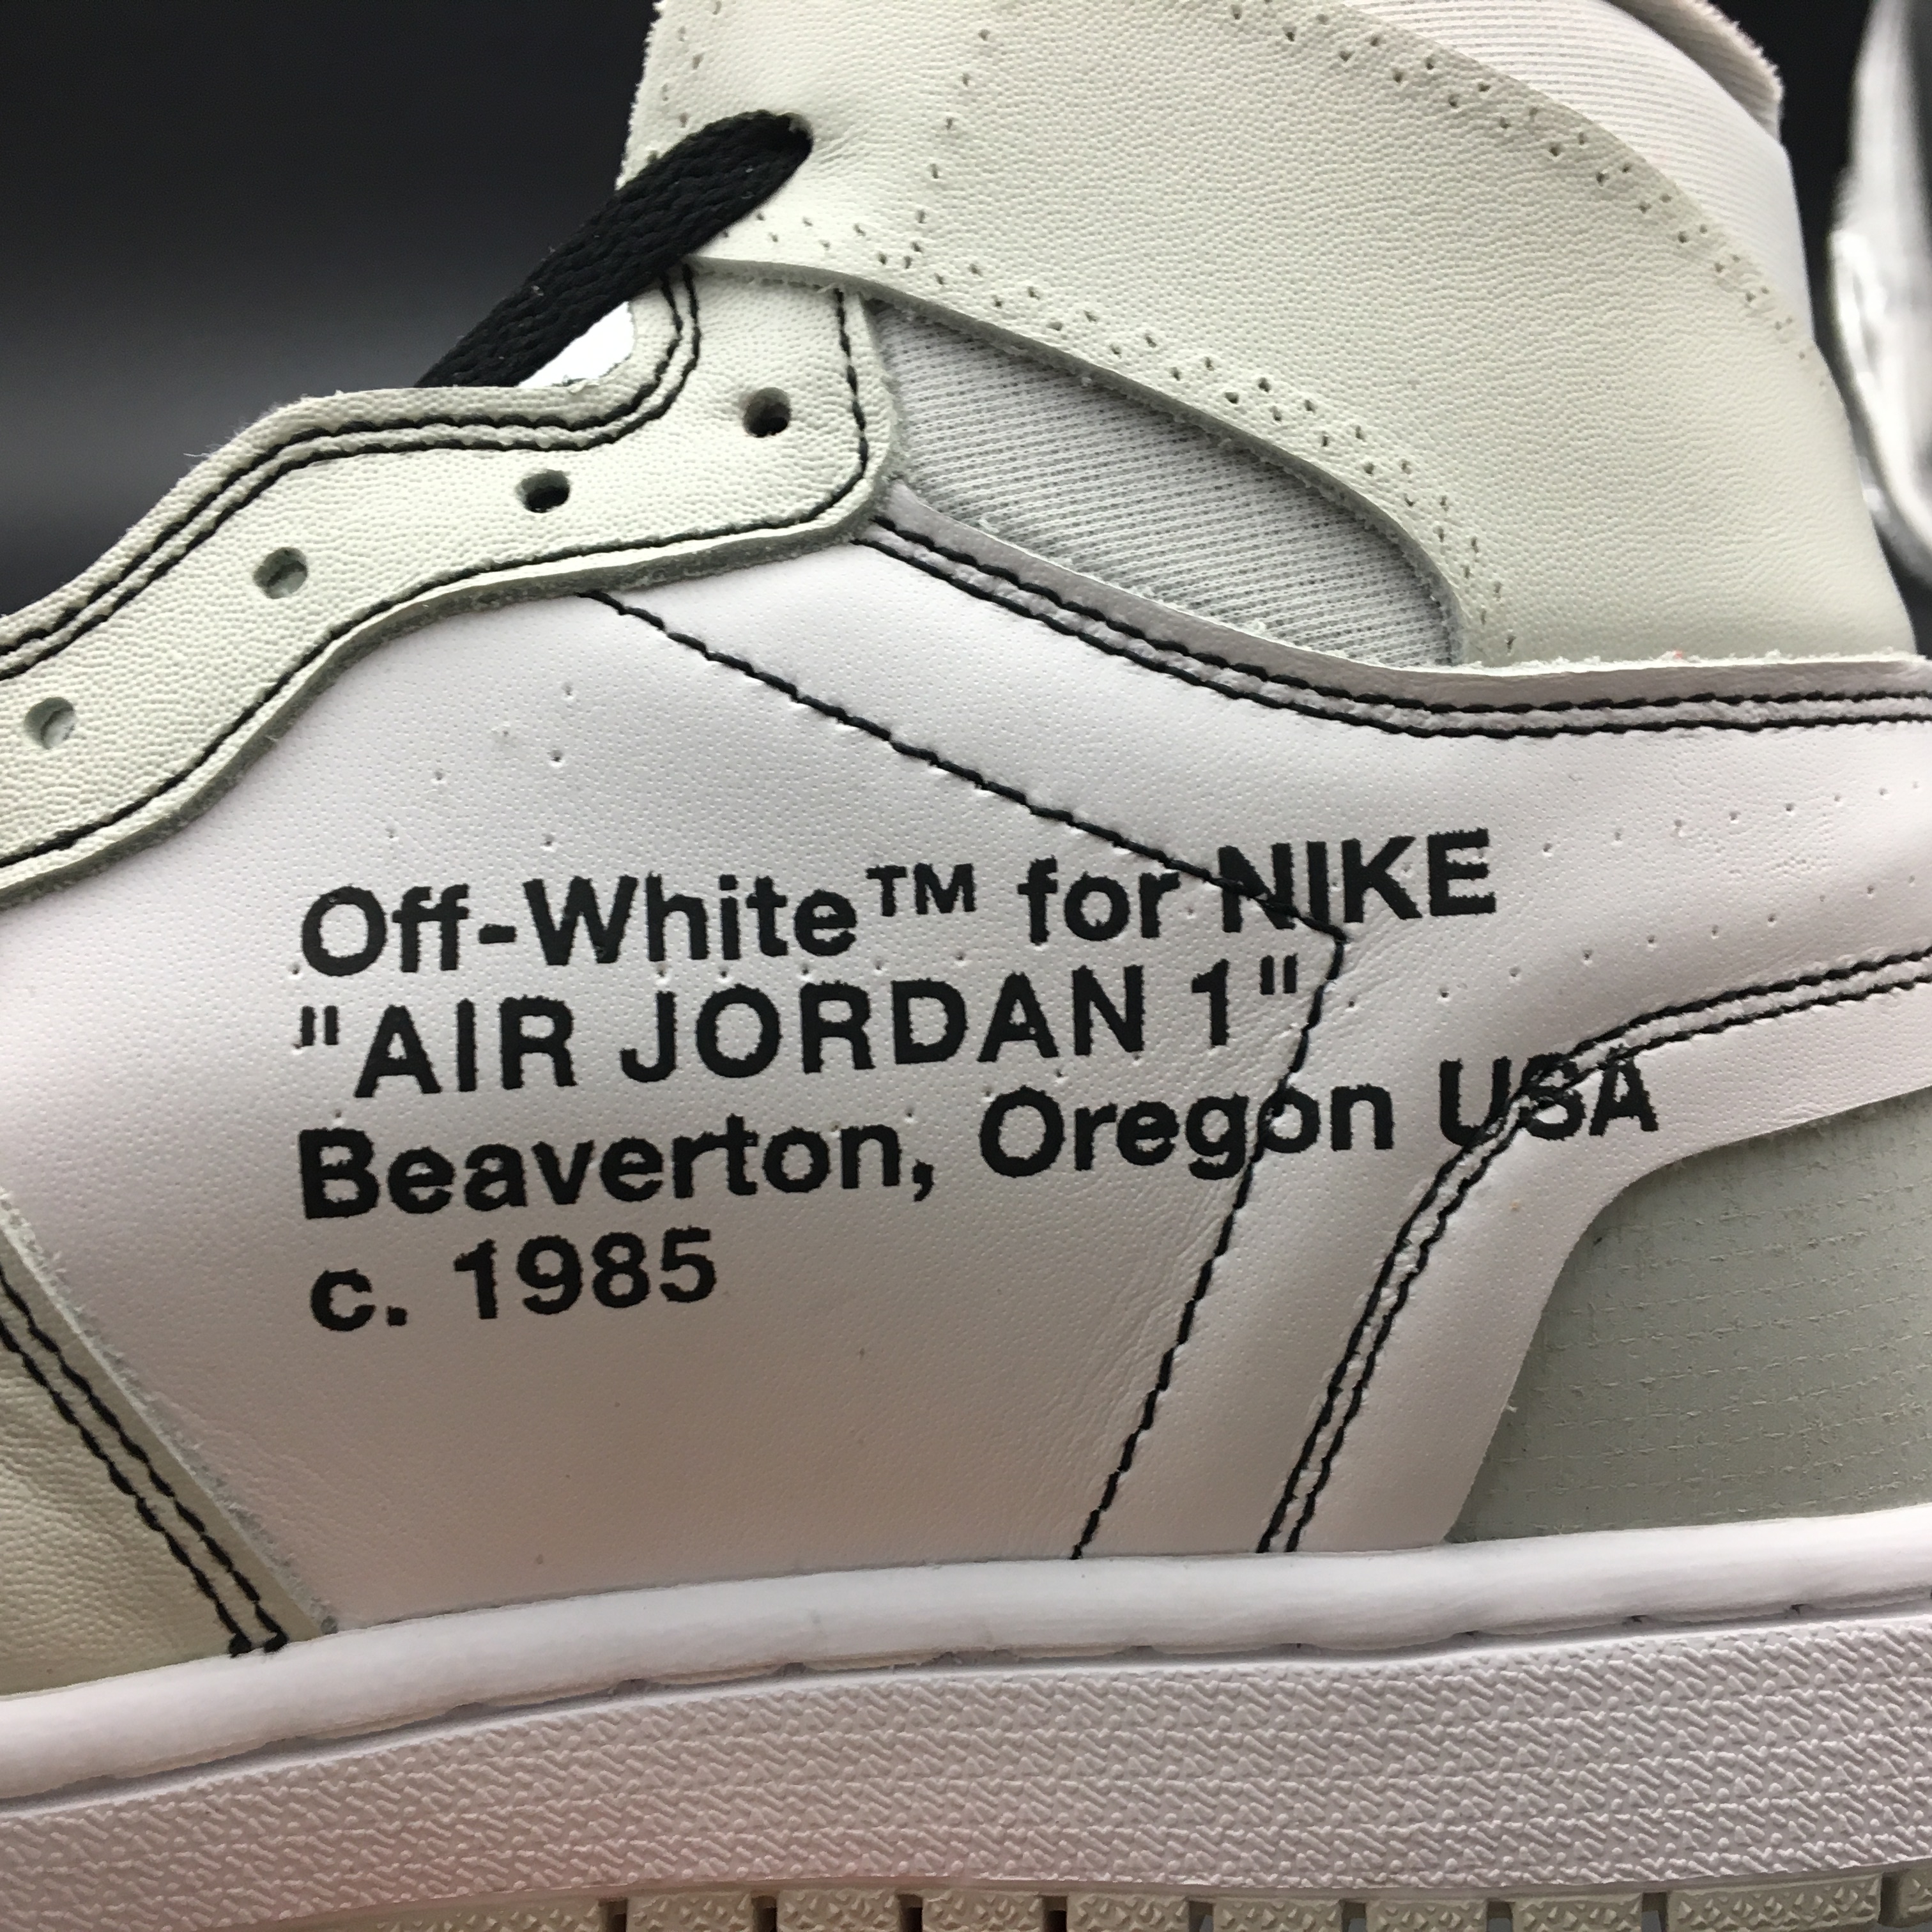 Off-White™ for NIKE
"AIR JORDAN 1"
Beaverton, Oregon USA
c. 1985